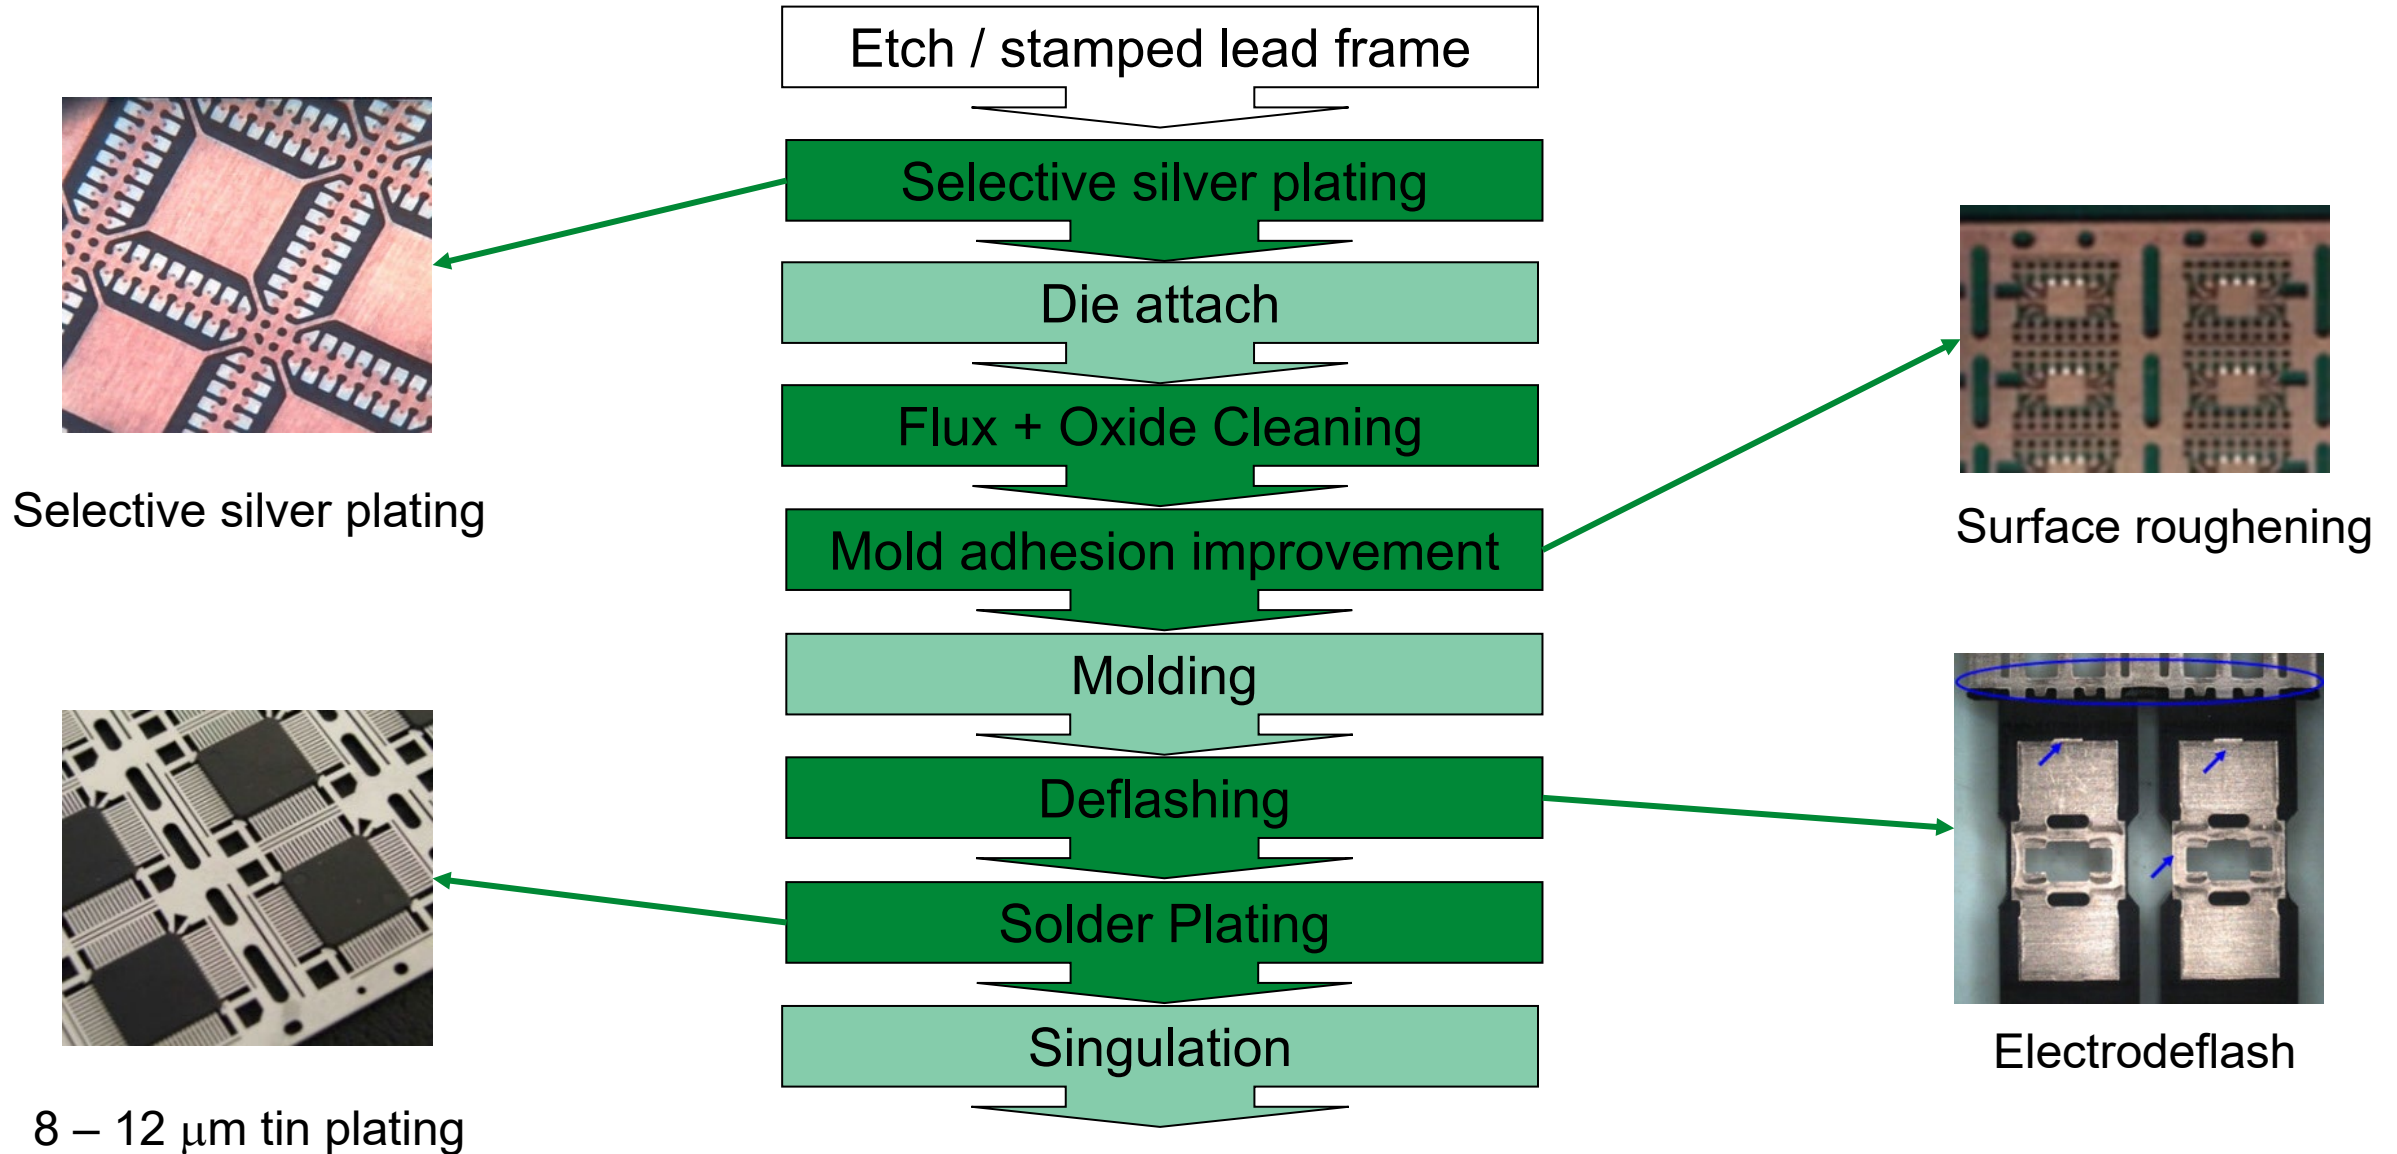 Etch / stamped lead frame
Selective silver plating
Die attach
Flux + Oxide Cleaning
Mold adhesion improvement
Molding
Deflashing
Solder Plating
Singulation
Selective silver plating
8 – 12 μm tin plating
Surface roughening
Electrodeflash